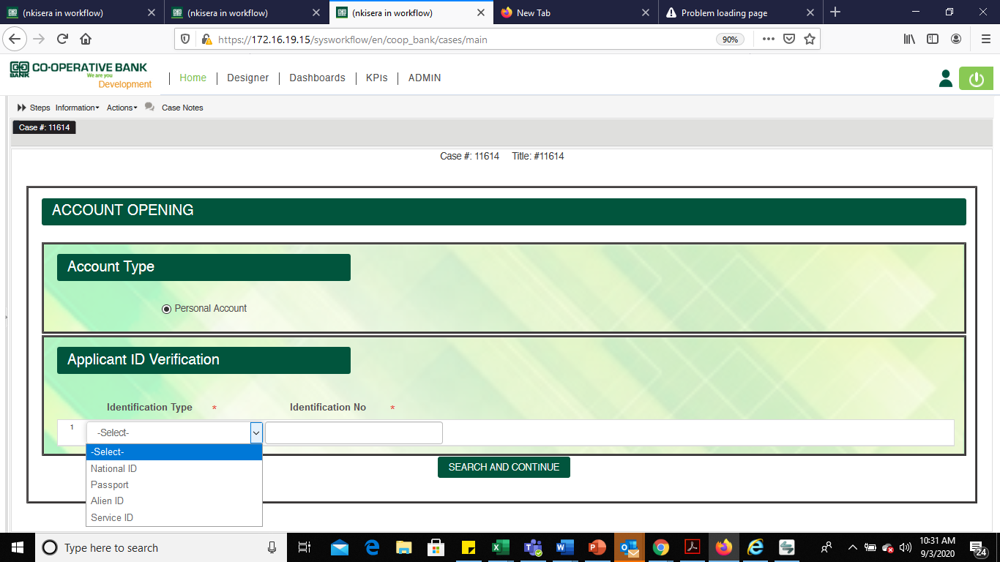 (nkisera in workflow)
(nkisera in workflow)
(nkisera in workflow)
New Tab
Problem loading page
https://172.16.19.15/sysworkflow/en/coop_bank/cases/main
90%
CO-OPERATIVE BANK
BANK
We are you
Development
Home
Designer
Dashboards
KPIs
ADMIN
Steps Information Actions Case Notes
Case #: 11614
Case #: 11614 Title: #11614
ACCOUNT OPENING
Account Type
Personal Account
Applicant ID Verification
Identification Type * Identification No *
1 -Select-
-Select-
National ID
Passport
Alien ID
Service ID
SEARCH AND CONTINUE
Type here to search
10:31 AM
9/3/2020
24